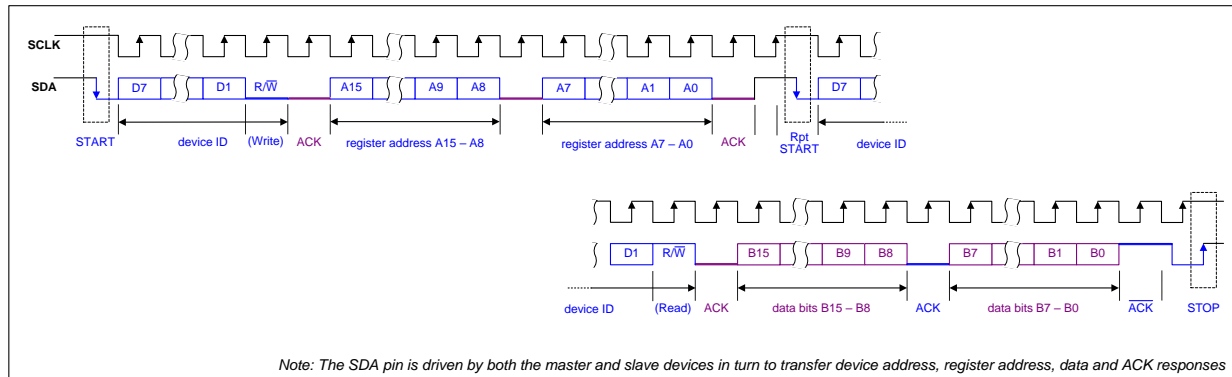 SCLK
SDA
D7 D1 R/W̅ A15 A9 A8 A7 A1 A0 D7
START device ID (Write) ACK register address A15 – A8 register address A7 – A0 ACK Rpt START device ID
D1 R/W̅ B15 B9 B8 B7 B1 B0
device ID (Read) ACK data bits B15 – B8 ACK data bits B7 – B0 A̅C̅K̅ STOP
Note: The SDA pin is driven by both the master and slave devices in turn to transfer device address, register address, data and ACK responses